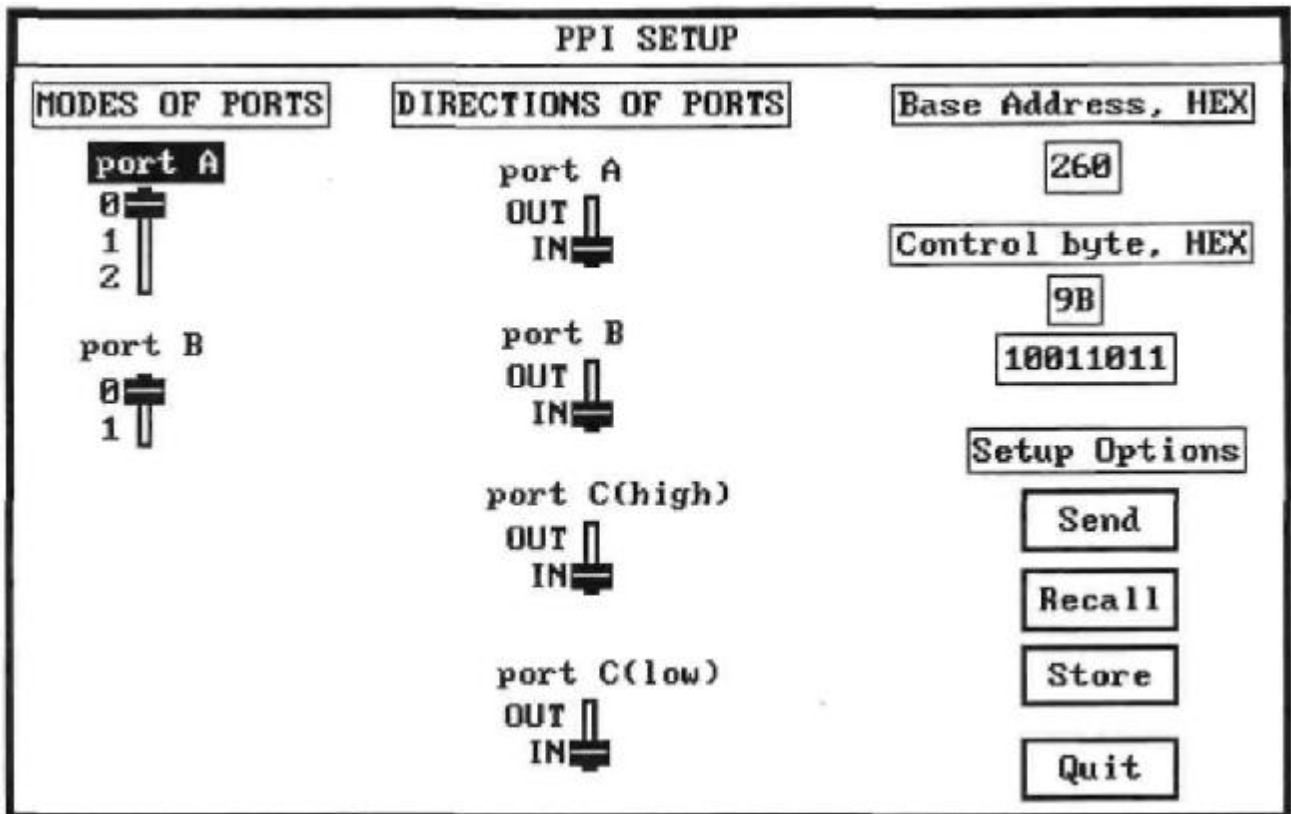 PPI SETUP
MODES OF PORTS
port A
0
1
2
port B
0
1
DIRECTIONS OF PORTS
port A
OUT
IN
port B
OUT
IN
port C(high)
OUT
IN
port C(low)
OUT
IN
Base Address, HEX
260
Control byte, HEX
9B
10011011
Setup Options
Send
Recall
Store
Quit